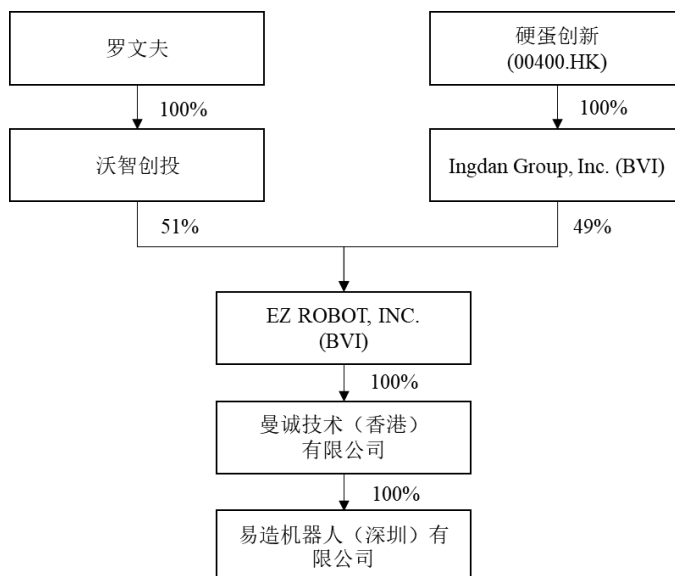 罗文夫
硬蛋创新
(00400.HK)
100%
100%
沃智创投
Ingdan Group, Inc. (BVI)
51%
49%
EZ ROBOT, INC.
(BVI)
100%
曼诚技术（香港）
有限公司
100%
易造机器人（深圳）有
限公司